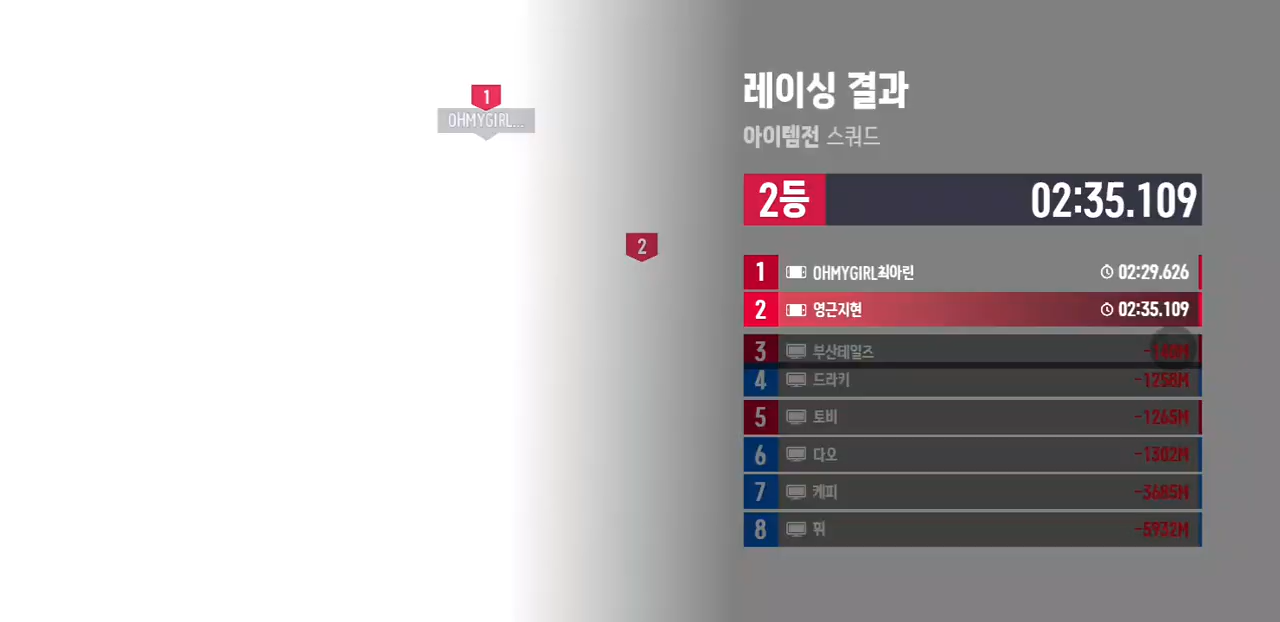 1
OHMYGIRL...
2
레이싱 결과
아이템전 스쿼드
2등 02:35.109
1 OHMYGIRL최아린 02:29.626
2 영근지현 02:35.109
3 부산테일즈
4 드라키 -1258M
5 토비 -1265M
6 다오 -1302M
7 케피 -3685M
8 -5932M